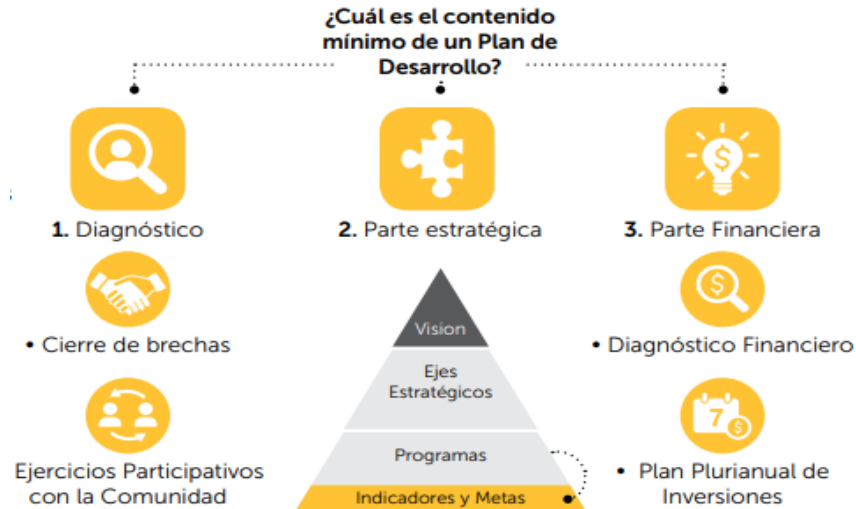 ¿Cuál es el contenido
mínimo de un Plan de
Desarrollo?
1. Diagnóstico
2. Parte estratégica
3. Parte Financiera
• Cierre de brechas
Ejercicios Participativos
con la Comunidad
Vision
Ejes
Estratégicos
Programas
Indicadores y Metas
$
$
• Diagnóstico Financiero
7
$
• Plan Plurianual de
Inversiones